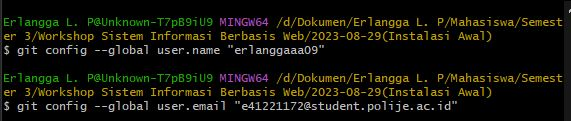 Erlangga L. P@Unknown-T7pB9iU9 MINGW64 /d/Dokumen/Erlangga L. P/Mahasiswa/Semest
er 3/Workshop Sistem Informasi Berbasis Web/2023-08-29(Instalasi Awal)
$ git config --global user.name "erlanggaa09"
Erlangga L. P@Unknown-T7pB9iU9 MINGW64 /d/Dokumen/Erlangga L. P/Mahasiswa/Semest
er 3/Workshop Sistem Informasi Berbasis Web/2023-08-29(Instalasi Awal)
$ git config --global user.email "e41221172@student.polije.ac.id"